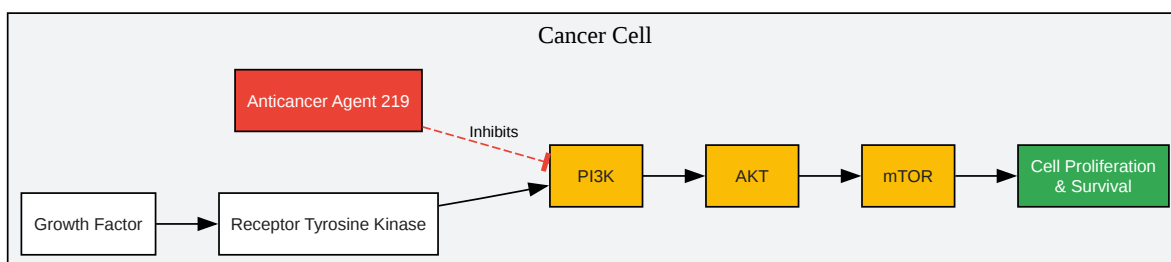 Cancer Cell
Anticancer Agent 219
Inhibits
PI3K
AKT
mTOR
Cell Proliferation
& Survival
Growth Factor
Receptor Tyrosine Kinase